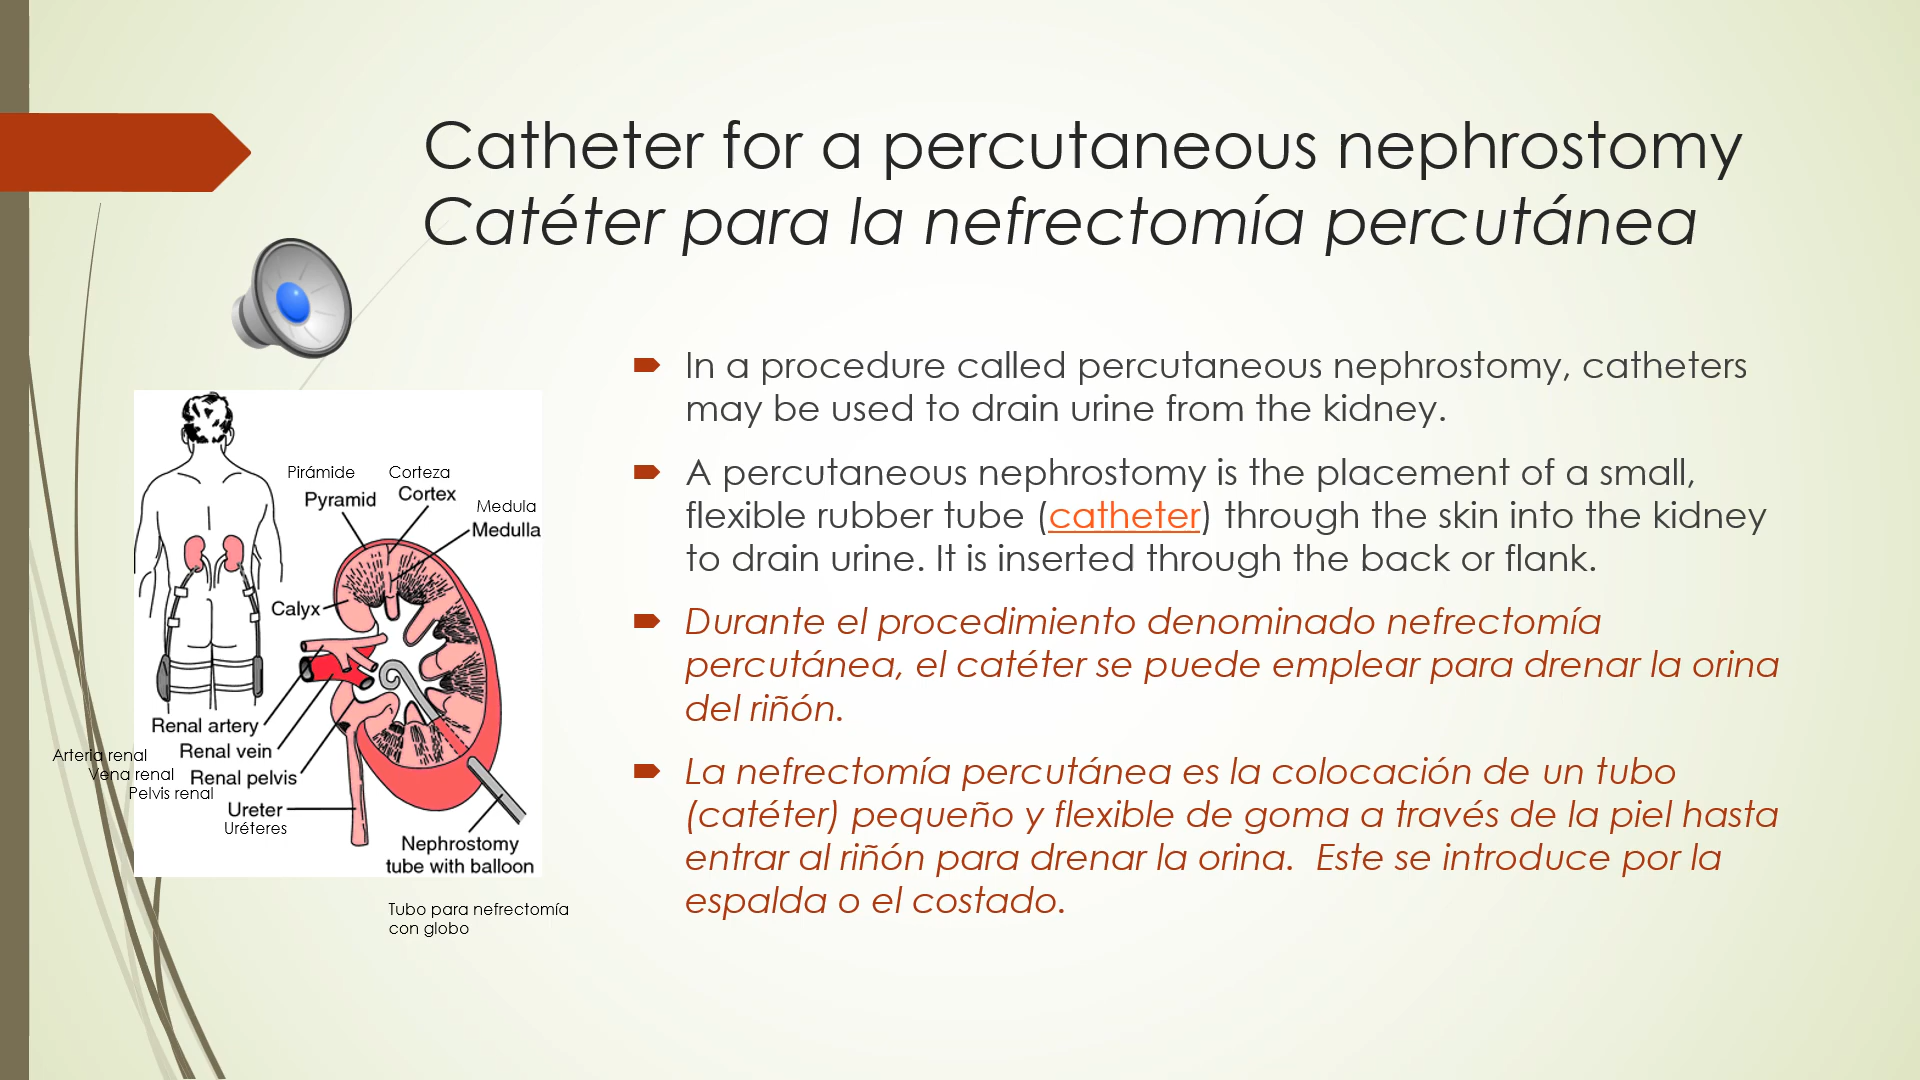 Catheter for a percutaneous nephrostomy
Catéter para la nefrectomía percutánea
In a procedure called percutaneous nephrostomy, catheters
may be used to drain urine from the kidney.
A percutaneous nephrostomy is the placement of a small,
flexible rubber tube (catheter) through the skin into the kidney
to drain urine. It is inserted through the back or flank.
Durante el procedimiento denominado nefrectomía
percutánea, el catéter se puede emplear para drenar la orina
del riñón.
La nefrectomía percutánea es la colocación de un tubo
(catéter) pequeño y flexible de goma a través de la piel hasta
entrar al riñón para drenar la orina.  Este se introduce por la
espalda o el costado.
Pirámide
Corteza
Pyramid
Cortex
Medula
Medulla
Calyx
Renal artery
Arteria renal
Renal vein
Vena renal
Renal pelvis
Pelvis renal
Ureter
Uréteres
Nephrostomy
tube with balloon
Tubo para nefrectomía
con globo